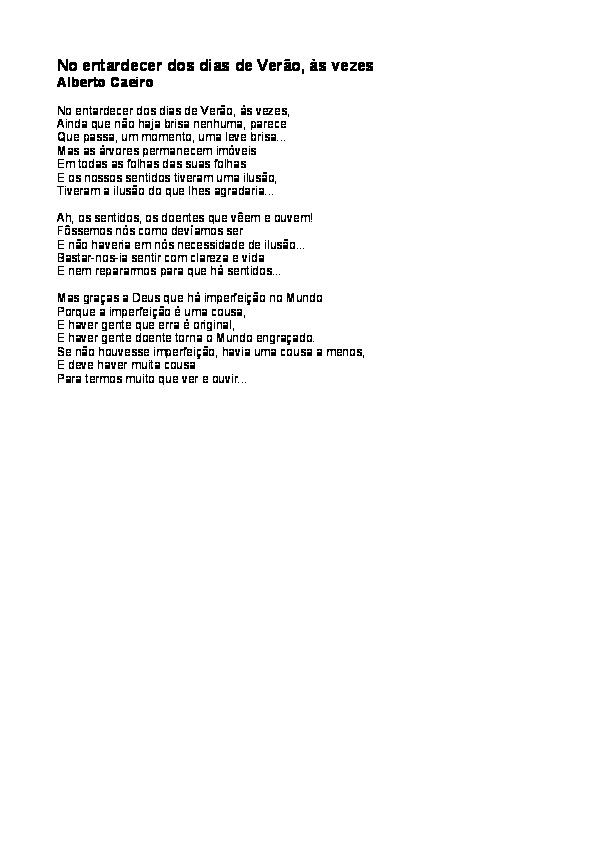 No entardecer dos dias de Verão, às vezes
Alberto Caeiro
No entardecer dos dias de Verão, às vezes,
Ainda que não haja brisa nenhuma, parece
Que passa, um momento, uma leve brisa...
Mas as árvores permanecem imóveis
Em todas as folhas das suas folhas
E os nossos sentidos tiveram uma ilusão,
Tiveram a ilusão do que lhes agradaria...
Ah, os sentidos, os doentes que vêem e ouvem!
Fôssemos nós como devíamos ser
E não haveria em nós necessidade de ilusão...
Bastar-nos-ia sentir com clareza e vida
E nem repararmos para que há sentidos...
Mas graças a Deus que há imperfeição no Mundo
Porque a imperfeição é uma cousa,
E haver gente que erra é original,
E haver gente doente torna o Mundo engraçado.
Se não houvesse imperfeição, havia uma cousa a menos,
E deve haver muita cousa
Para termos muito que ver e ouvir...